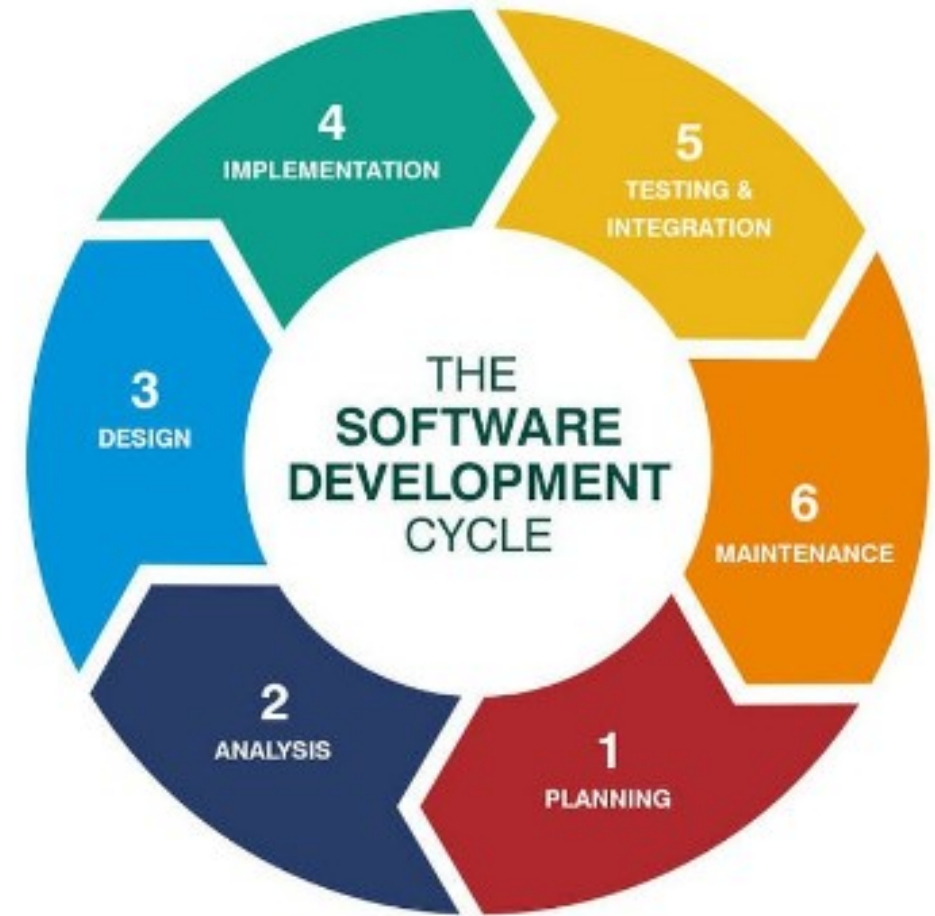 THE
SOFTWARE
DEVELOPMENT
CYCLE
1
PLANNING
2
ANALYSIS
3
DESIGN
4
IMPLEMENTATION
5
TESTING &
INTEGRATION
6
MAINTENANCE